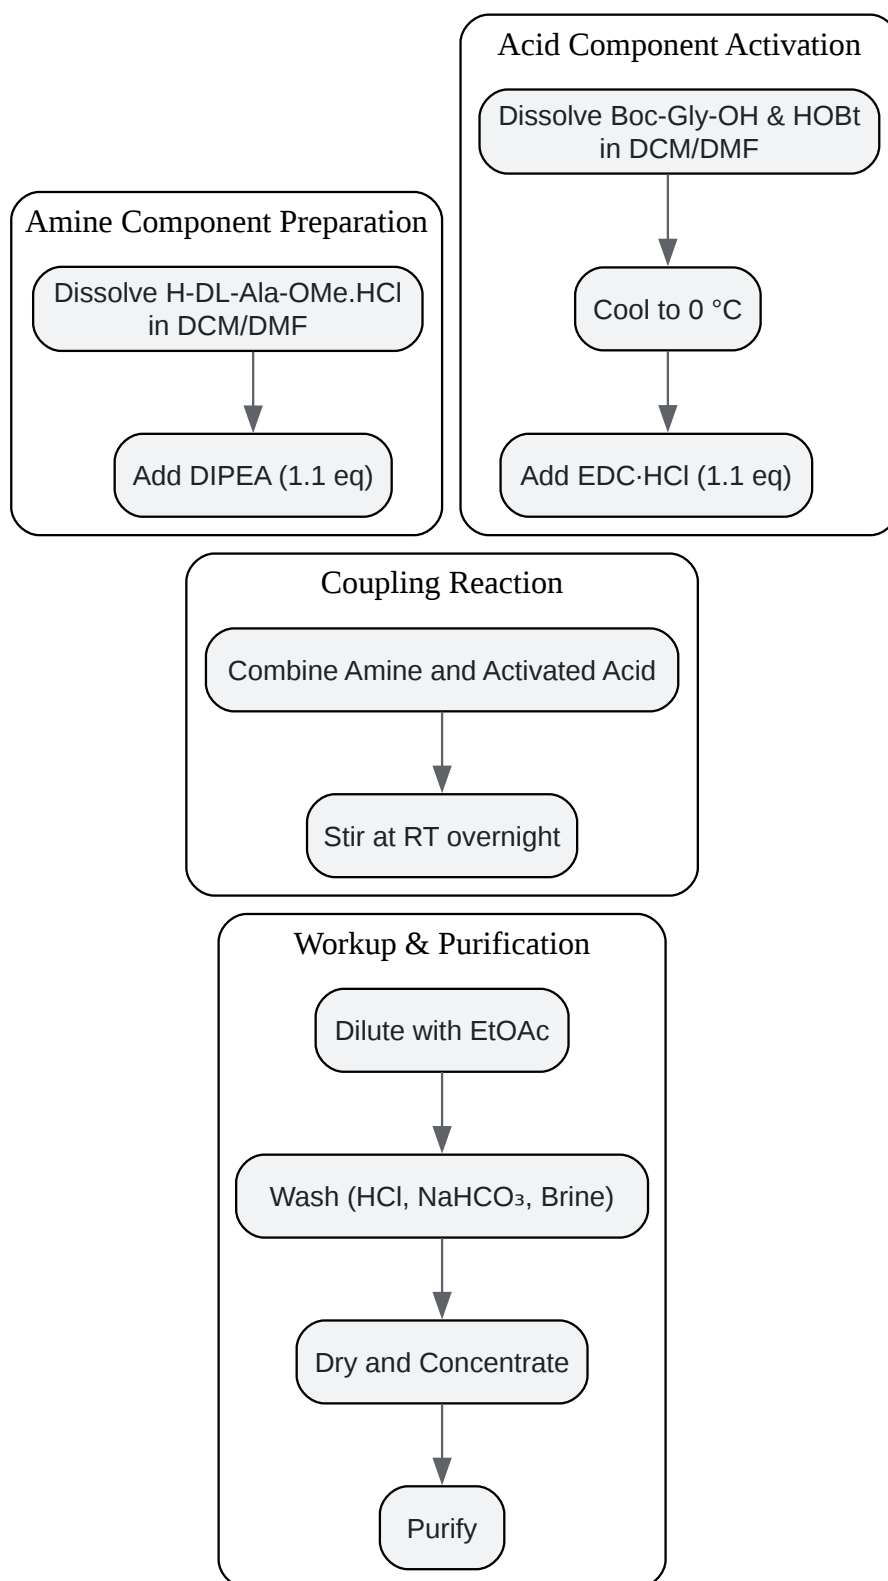 Acid Component Activation
Dissolve Boc-Gly-OH & HOBt
in DCM/DMF
Cool to 0 °C
Add EDC·HCl (1.1 eq)
Amine Component Preparation
Dissolve H-DL-Ala-OMe.HCl
in DCM/DMF
Add DIPEA (1.1 eq)
Coupling Reaction
Combine Amine and Activated Acid
Stir at RT overnight
Workup & Purification
Dilute with EtOAc
Wash (HCl, NaHCO₃, Brine)
Dry and Concentrate
Purify